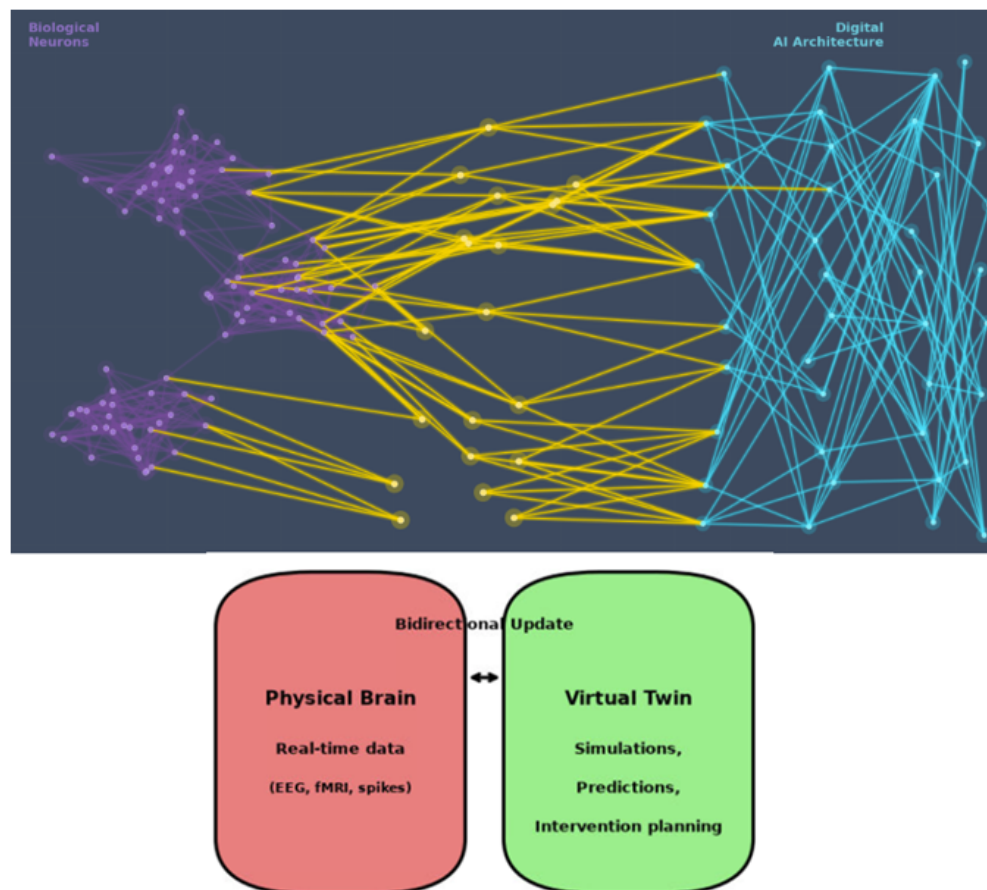 Biological
Neurons
Digital
AI Architecture
Bidirectional Update
Physical Brain
Real-time data
(EEG, fMRI, spikes)
Virtual Twin
Simulations,
Predictions,
Intervention planning